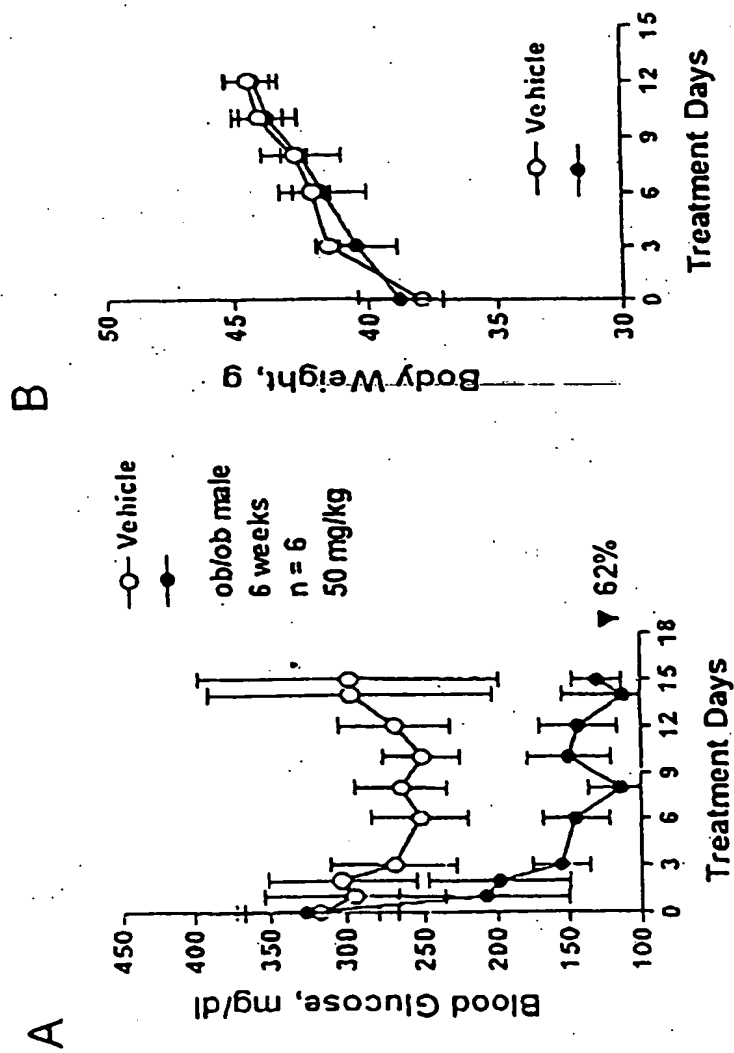 A
Blood Glucose, mg/dl
450
400
350
300
250
200
150
100
0
3
6
9
12
15
18
Treatment Days
Vehicle
ob/ob male
6 weeks
n = 6
50 mg/kg
▼ 62%
B
Body Weight, g
50
45
40
35
30
0
3
6
9
12
15
Treatment Days
Vehicle